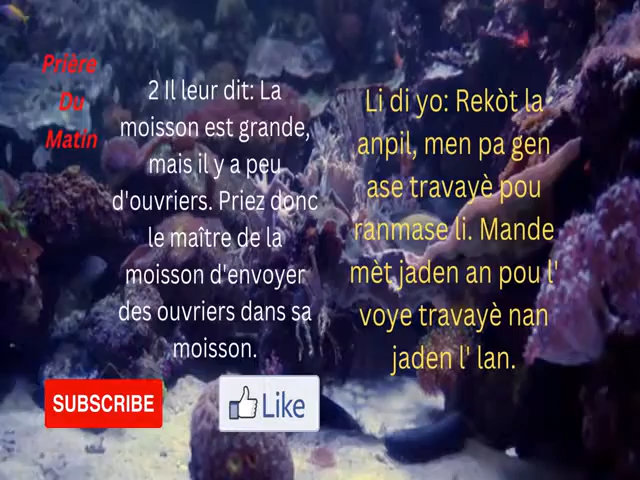 Prière
Du
Matin
2 Il leur dit: La
moisson est grande,
mais il y a peu
d'ouvriers. Priez donc
le maître de la
moisson d'envoyer
des ouvriers dans sa
moisson.
Li di yo: Rekòt la
anpil, men pa gen
ase travayè pou
ranmase li. Mande
mèt jaden an pou l'
voye travayè nan
jaden l' lan.
SUBSCRIBE
Like